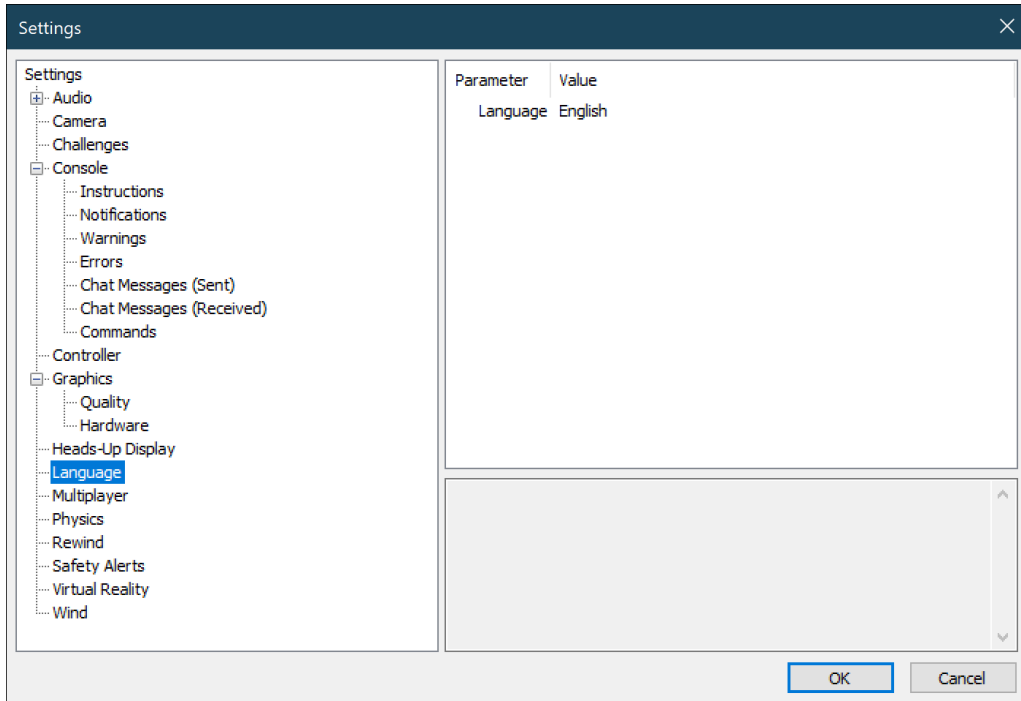 Settings
Settings
Audio
Camera
Challenges
Console
Instructions
Notifications
Warnings
Errors
Chat Messages (Sent)
Chat Messages (Received)
Commands
Controller
Graphics
Quality
Hardware
Heads-Up Display
Language
Multiplayer
Physics
Rewind
Safety Alerts
Virtual Reality
Wind
Parameter Value
Language English
OK Cancel